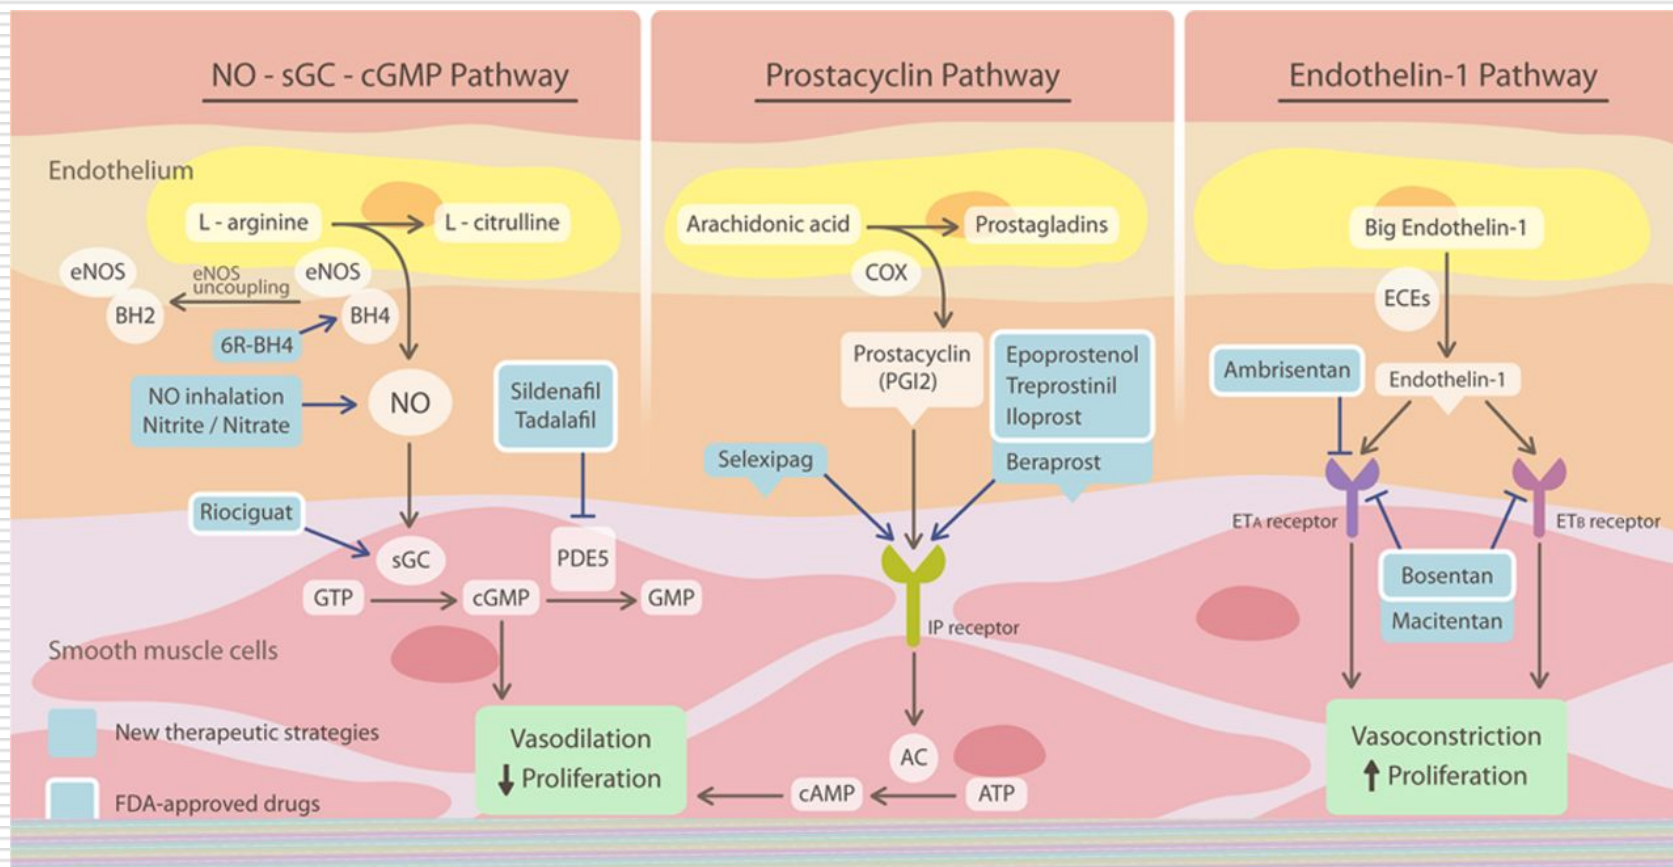 NO - sGC - cGMP Pathway
Endothelium
L - arginine
L - citrulline
eNOS
eNOS
uncoupling
eNOS
BH2
BH4
6R-BH4
NO inhalation
Nitrite / Nitrate
NO
Sildenafil
Tadalafil
Riociguat
sGC
PDE5
GTP
cGMP
GMP
Smooth muscle cells
New therapeutic strategies
FDA-approved drugs
Vasodilation
↓ Proliferation
Prostacyclin Pathway
Arachidonic acid
Prostagladins
COX
Prostacyclin
(PGI2)
Epoprostenol
Treprostinil
Iloprost
Beraprost
Selexipag
IP receptor
AC
cAMP
ATP
Endothelin-1 Pathway
Big Endothelin-1
ECEs
Ambrisentan
Endothelin-1
ETA receptor
ETB receptor
Bosentan
Macitentan
Vasoconstriction
↑ Proliferation